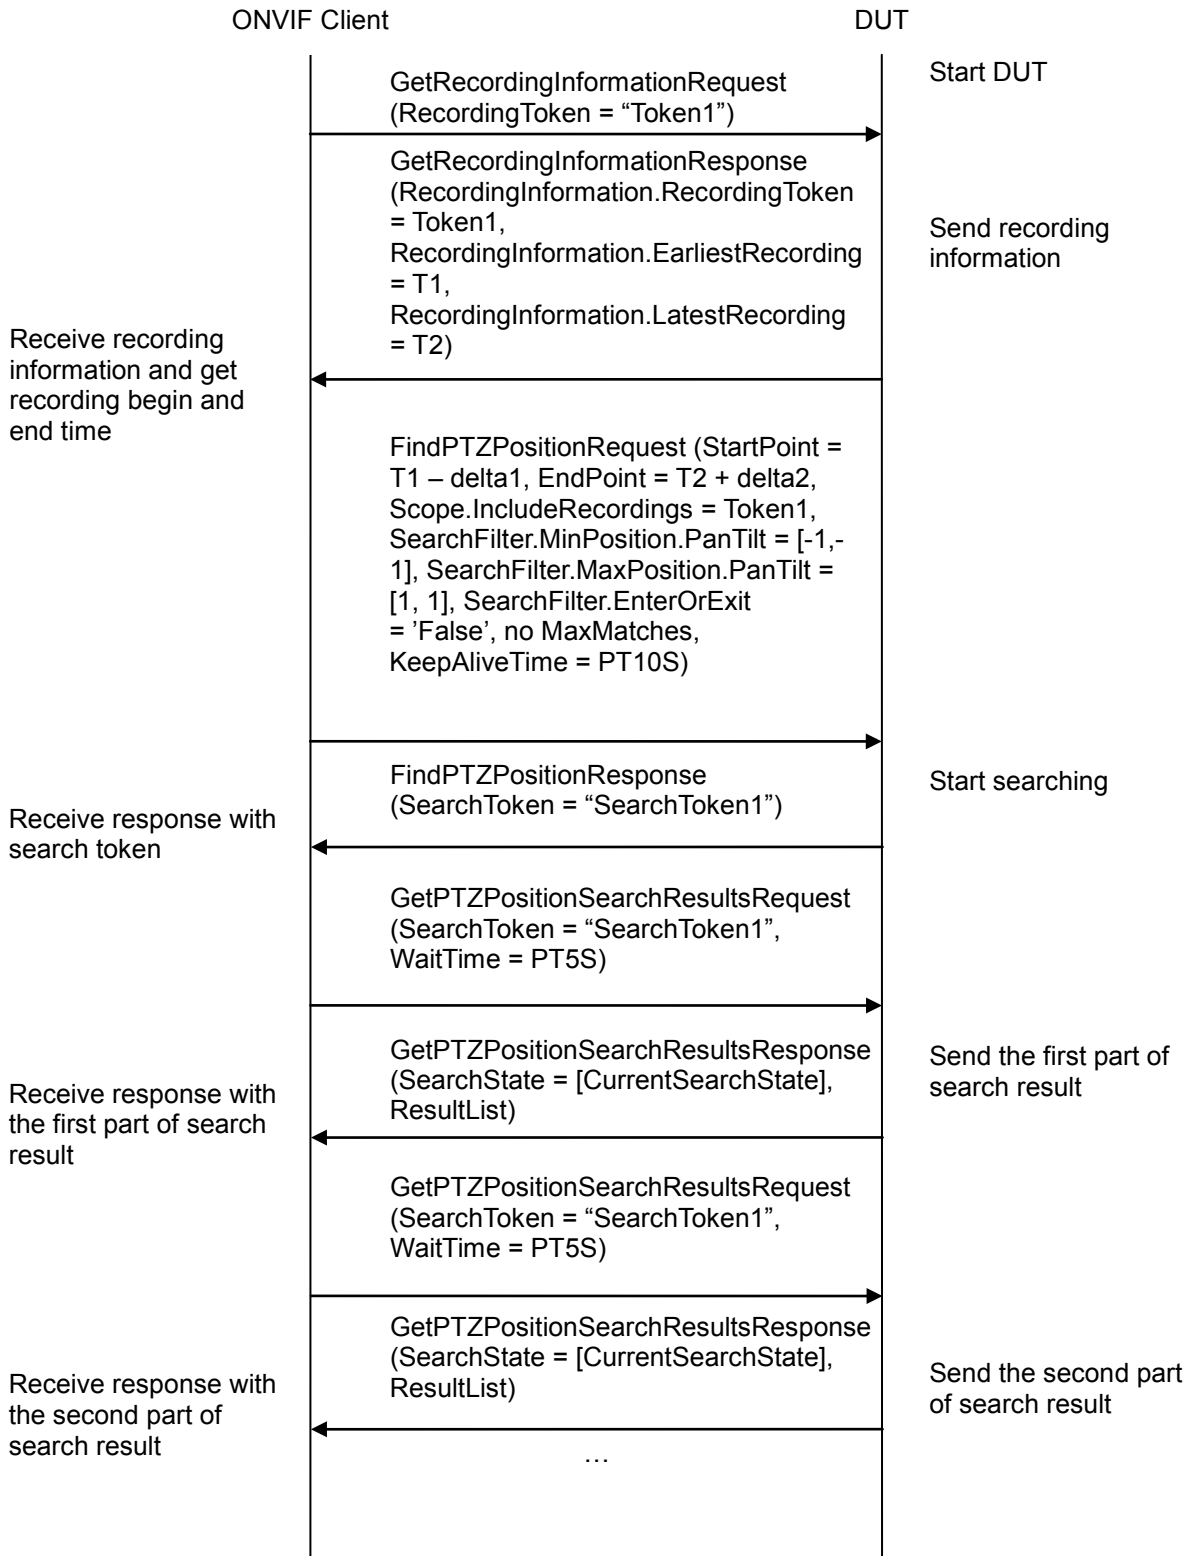 ONVIF Client
DUT
Start DUT
GetRecordingInformationRequest
(RecordingToken = “Token1”)
GetRecordingInformationResponse
(RecordingInformation.RecordingToken
= Token1,
RecordingInformation.EarliestRecording
= T1,
RecordingInformation.LatestRecording
= T2)
Send recording
information
Receive recording
information and get
recording begin and
end time
FindPTZPositionRequest (StartPoint =
T1 – delta1, EndPoint = T2 + delta2,
Scope.IncludeRecordings = Token1,
SearchFilter.MinPosition.PanTilt = [-1,-
1], SearchFilter.MaxPosition.PanTilt =
[1, 1], SearchFilter.EnterOrExit
= ’False’, no MaxMatches,
KeepAliveTime = PT10S)
FindPTZPositionResponse
(SearchToken = “SearchToken1”)
Start searching
Receive response with
search token
GetPTZPositionSearchResultsRequest
(SearchToken = “SearchToken1”,
WaitTime = PT5S)
GetPTZPositionSearchResultsResponse
(SearchState = [CurrentSearchState],
ResultList)
Send the first part of
search result
Receive response with
the first part of search
result
GetPTZPositionSearchResultsRequest
(SearchToken = “SearchToken1”,
WaitTime = PT5S)
GetPTZPositionSearchResultsResponse
(SearchState = [CurrentSearchState],
ResultList)
Send the second part
of search result
Receive response with
the second part of
search result
…